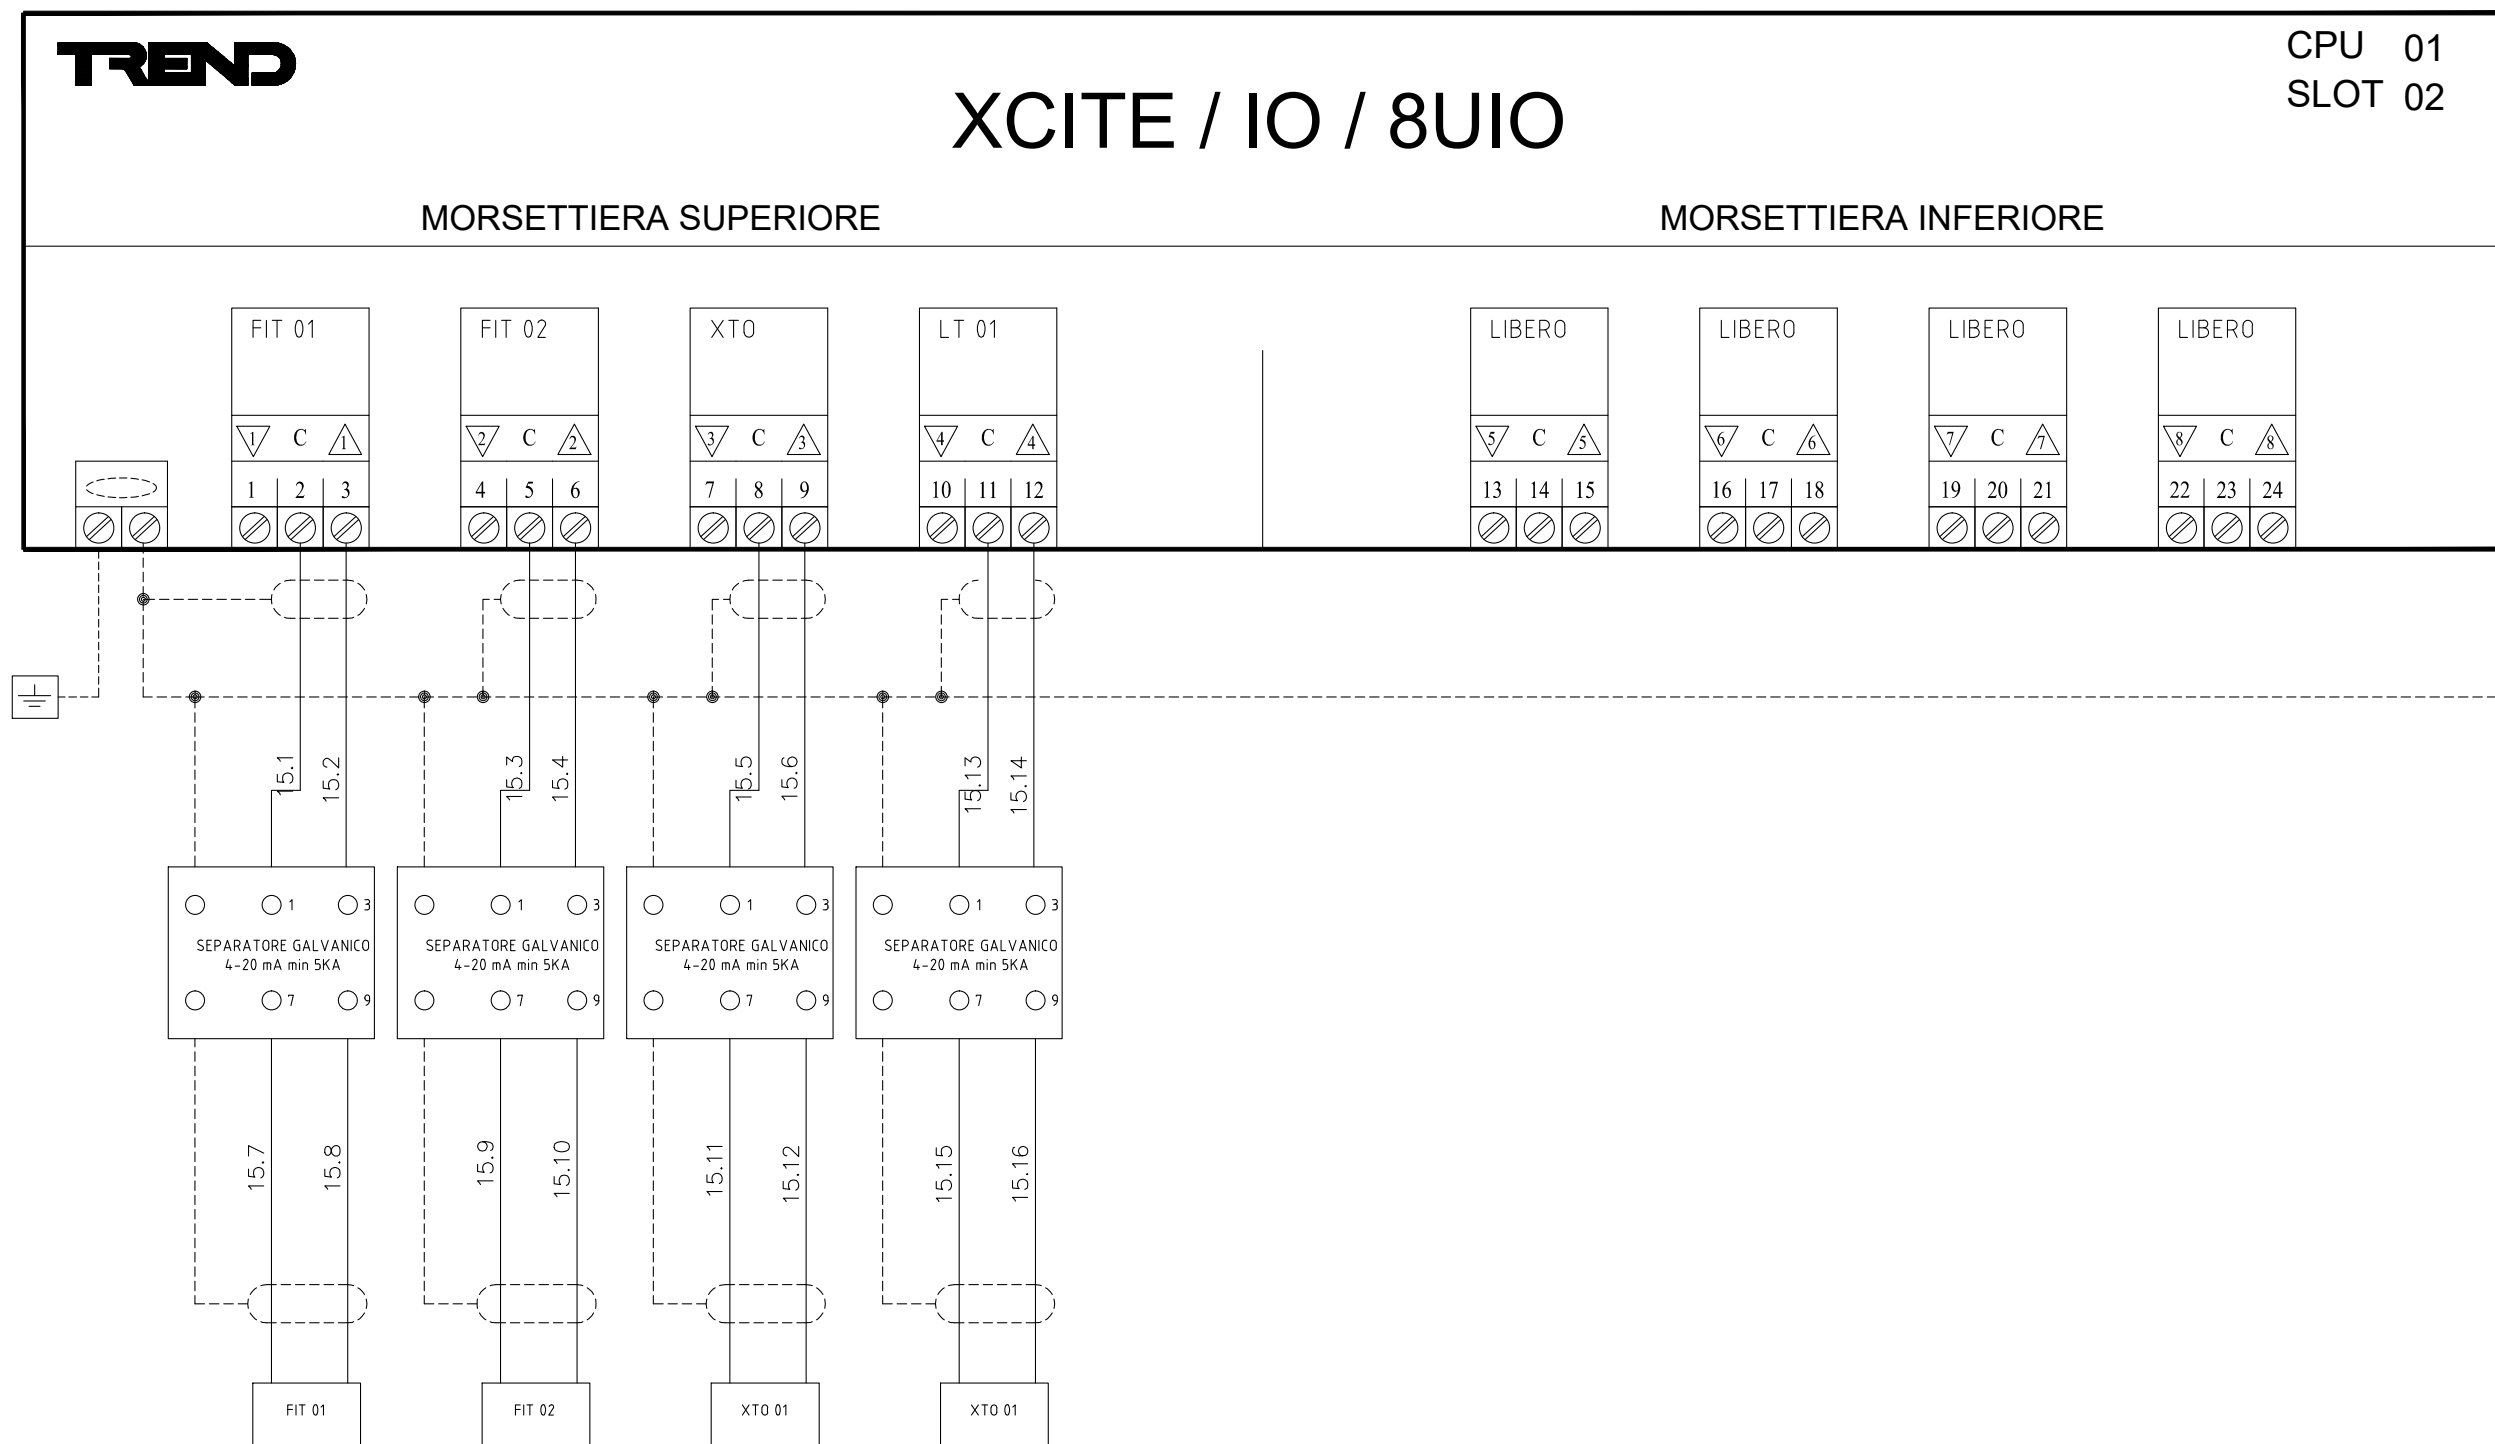 TREND
CPU 01
SLOT 02
XCITE / IO / 8UIO
MORSETTIERA SUPERIORE MORSETTIERA INFERIORE
FIT 01 FIT 02 XTO LT 01 LIBERO LIBERO LIBERO LIBERO
1 C 1 2 C 2 3 C 3 4 C 4 5 C 5 6 C 6 7 C 7 8 C 8
1 2 3 4 5 6 7 8 9 10 11 12 13 14 15 16 17 18 19 20 21 22 23 24
15.1 15.2 15.3 15.4 15.5 15.6 15.13 15.14
1 3 1 3 1 3 1 3
SEPARATORE GALVANICO SEPARATORE GALVANICO SEPARATORE GALVANICO SEPARATORE GALVANICO
4-20 mA min 5KA 4-20 mA min 5KA 4-20 mA min 5KA 4-20 mA min 5KA
7 9 7 9 7 9 7 9
15.7 15.8 15.9 15.10 15.11 15.12 15.15 15.16
FIT 01 FIT 02 XTO 01 XTO 01